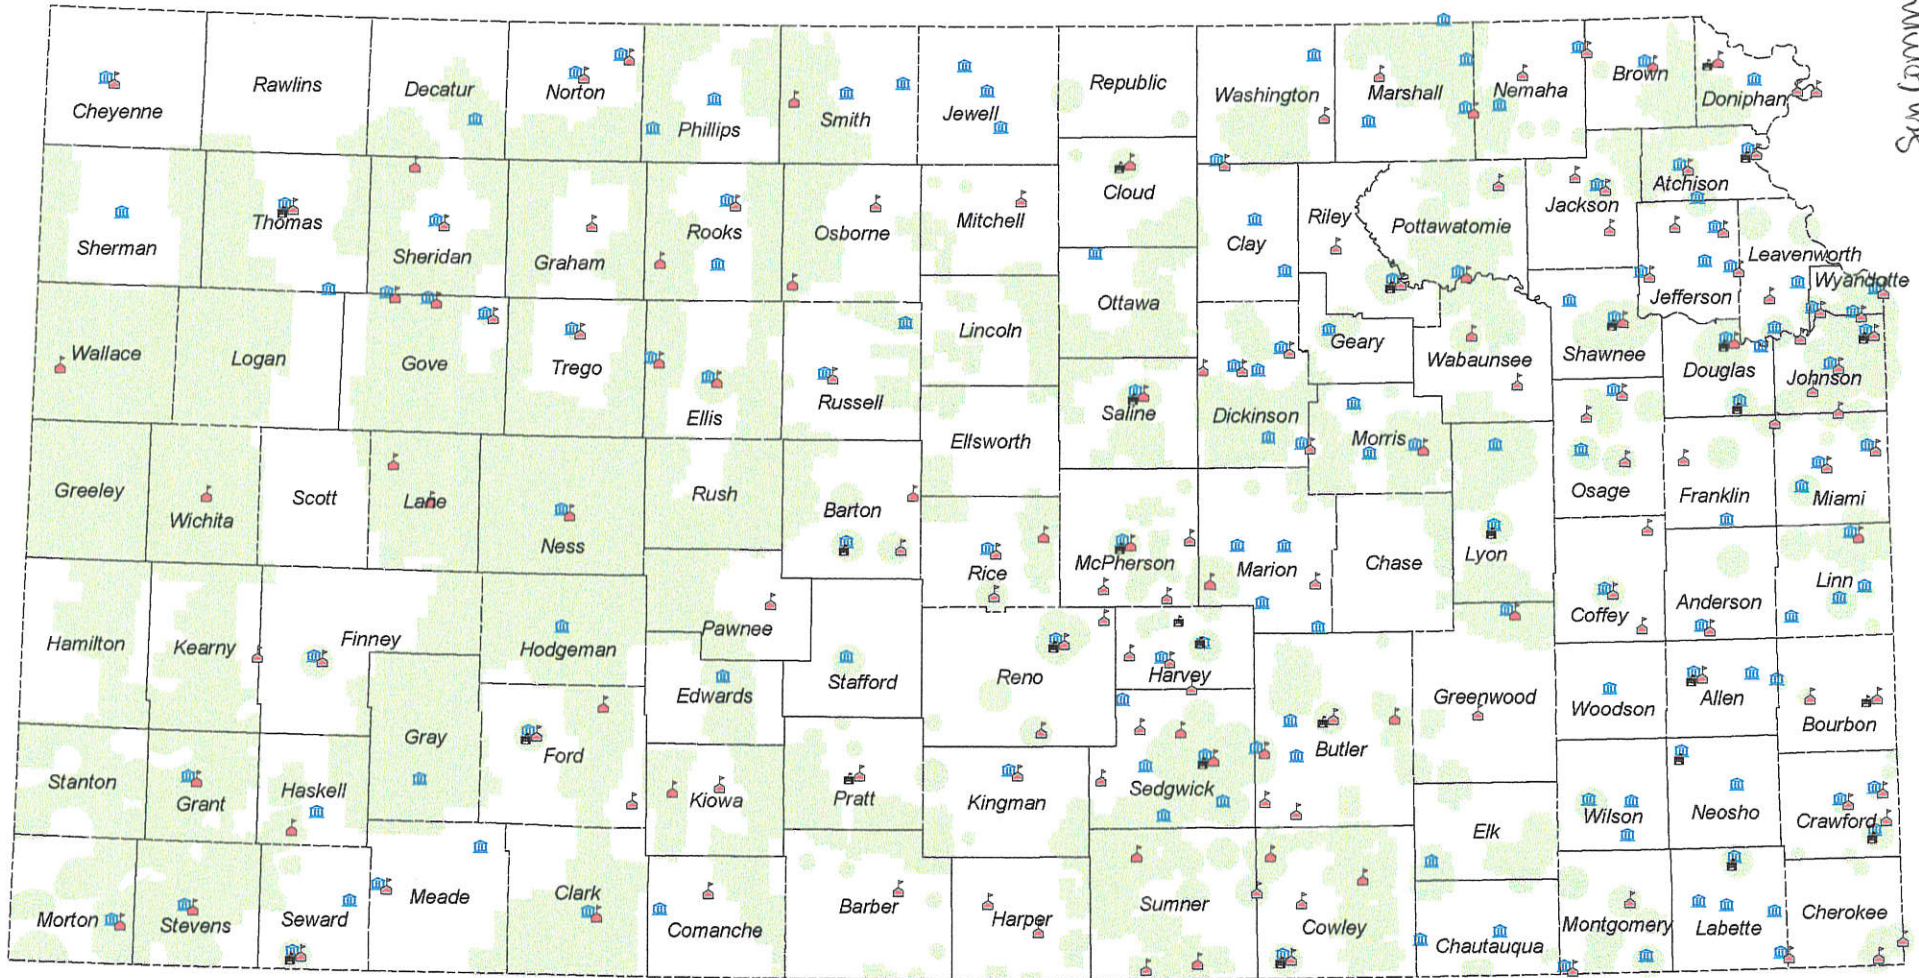 Cheyenne
Rawlins
Decatur
Norton
Phillips
Smith
Jewell
Republic
Washington
Marshall
Nemaha
Brown
Doniphan
Sherman
Thomas
Sheridan
Graham
Rooks
Osborne
Mitchell
Cloud
Clay
Riley
Pottawatomie
Jackson
Atchison
Jefferson
Leavenworth
Wyandotte
Wallace
Logan
Gove
Trego
Ellis
Russell
Lincoln
Ottawa
Saline
Dickinson
Geary
Wabaunsee
Shawnee
Douglas
Johnson
Greeley
Wichita
Scott
Lane
Ness
Rush
Barton
Ellsworth
Rice
McPherson
Marion
Morris
Chase
Lyon
Osage
Franklin
Miami
Hamilton
Kearny
Finney
Hodgeman
Pawnee
Stafford
Edwards
Reno
Harvey
Butler
Greenwood
Coffey
Anderson
Linn
Woodson
Allen
Bourbon
Stanton
Grant
Haskell
Gray
Ford
Kiowa
Pratt
Kingman
Sedgwick
Elk
Wilson
Neosho
Crawford
Morton
Stevens
Seward
Meade
Clark
Comanche
Barber
Harper
Sumner
Cowley
Chautauqua
Montgomery
Labette
Cherokee